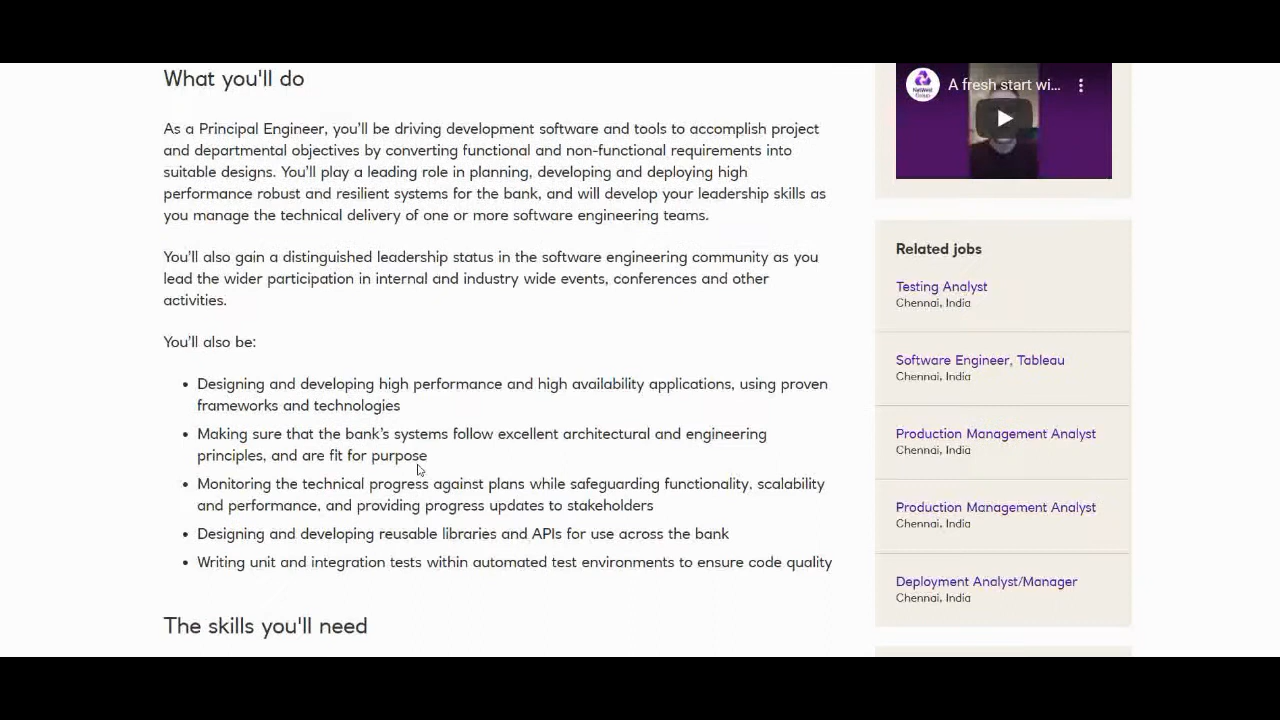 What you'll do
As a Principal Engineer, you'll be driving development software and tools to accomplish project
and departmental objectives by converting functional and non-functional requirements into
suitable designs. You'll play a leading role in planning, developing and deploying high
performance robust and resilient systems for the bank, and will develop your leadership skills as
you manage the technical delivery of one or more software engineering teams.
You'll also gain a distinguished leadership status in the software engineering community as you
lead the wider participation in internal and industry wide events, conferences and other
activities.
You'll also be:
• Designing and developing high performance and high availability applications, using proven
frameworks and technologies
• Making sure that the bank's systems follow excellent architectural and engineering
principles, and are fit for purpose
• Monitoring the technical progress against plans while safeguarding functionality, scalability
and performance, and providing progress updates to stakeholders
• Designing and developing reusable libraries and APIs for use across the bank
• Writing unit and integration tests within automated test environments to ensure code quality
The skills you'll need
NatWest
Group
A fresh start wi...
Related jobs
Testing Analyst
Chennai, India
Software Engineer, Tableau
Chennai, India
Production Management Analyst
Chennai, India
Production Management Analyst
Chennai, India
Deployment Analyst/Manager
Chennai, India